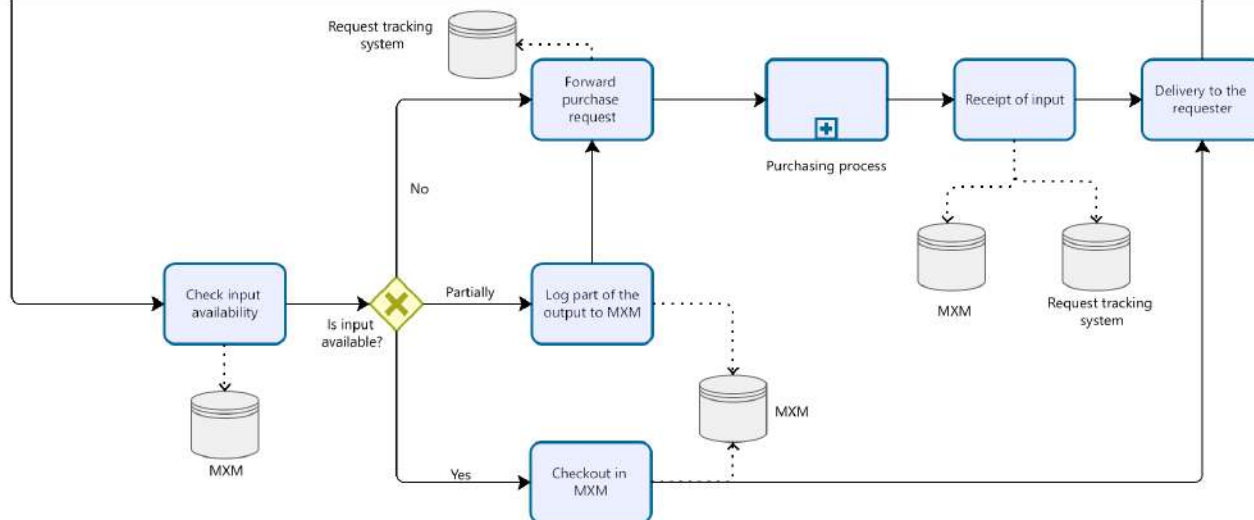 Request tracking
system
Forward
purchase
request
Purchasing process
Receipt of input
Delivery to the
requester
No
MXM
Request tracking
system
Check input
availability
Is input
available?
Partially
Log part of the
output to MXM
MXM
MXM
Yes
Checkout in
MXM